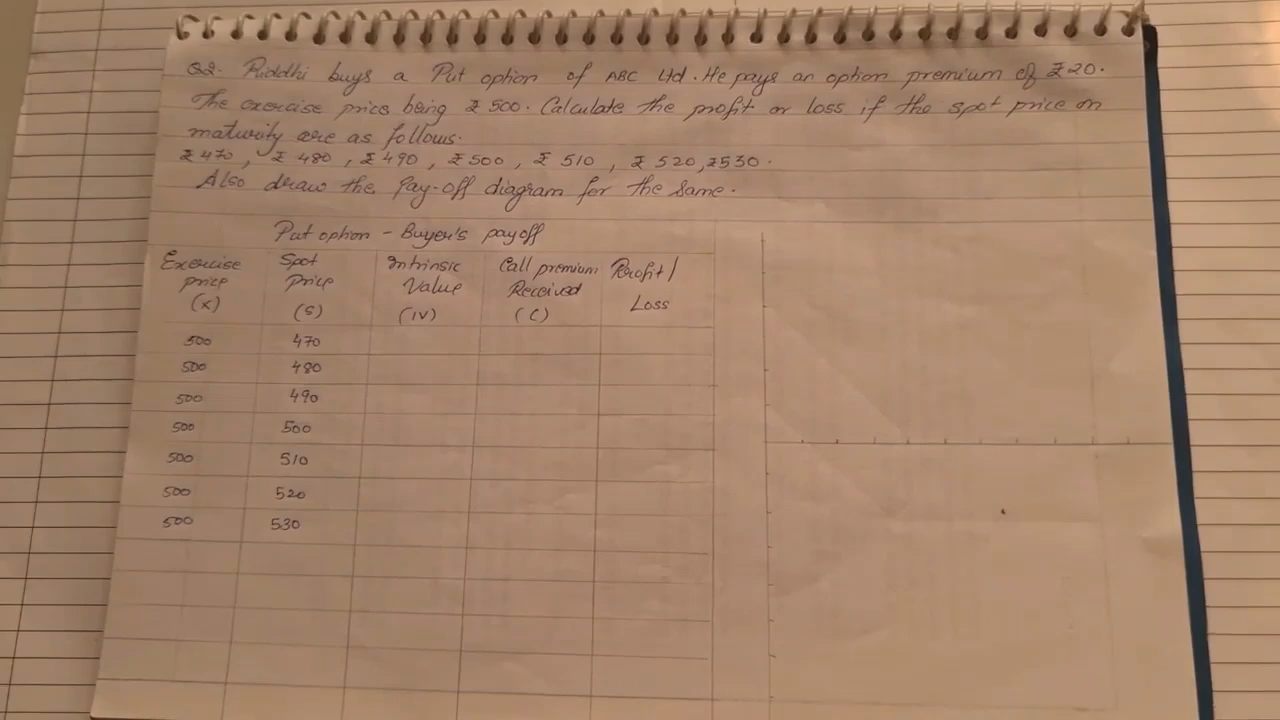 Q2. Riddhi buys a Put option of ABC Ltd. He pays an option premium of ₹20.
The exercise price being ₹ 500. Calculate the profit or loss if the spot price on
maturity are as follows.
₹ 470, ₹ 480, ₹ 490, ₹ 500, ₹ 510, ₹ 520, ₹530.
Also draw the Pay-off diagram for the same.
Put option - Buyer's payoff
Exercise price (X) Spot Price (S) Intrinsic Value (IV) Call premium Received (C) Profit/ Loss
500 470
500 480
500 490
500 500
500 510
500 520
500 530